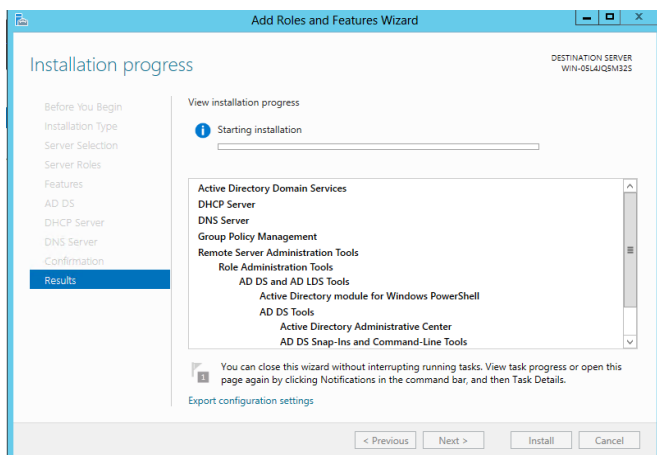 Add Roles and Features Wizard
Installation progress
DESTINATION SERVER
WIN-05L4JQ5M32S
Before You Begin
Installation Type
Server Selection
Server Roles
Features
AD DS
DHCP Server
DNS Server
Confirmation
Results
View installation progress
Starting installation
Active Directory Domain Services
DHCP Server
DNS Server
Group Policy Management
Remote Server Administration Tools
Role Administration Tools
AD DS and AD LDS Tools
Active Directory module for Windows PowerShell
AD DS Tools
Active Directory Administrative Center
AD DS Snap-Ins and Command-Line Tools
1
You can close this wizard without interrupting running tasks. View task progress or open this
page again by clicking Notifications in the command bar, and then Task Details.
Export configuration settings
< Previous
Next >
Install
Cancel